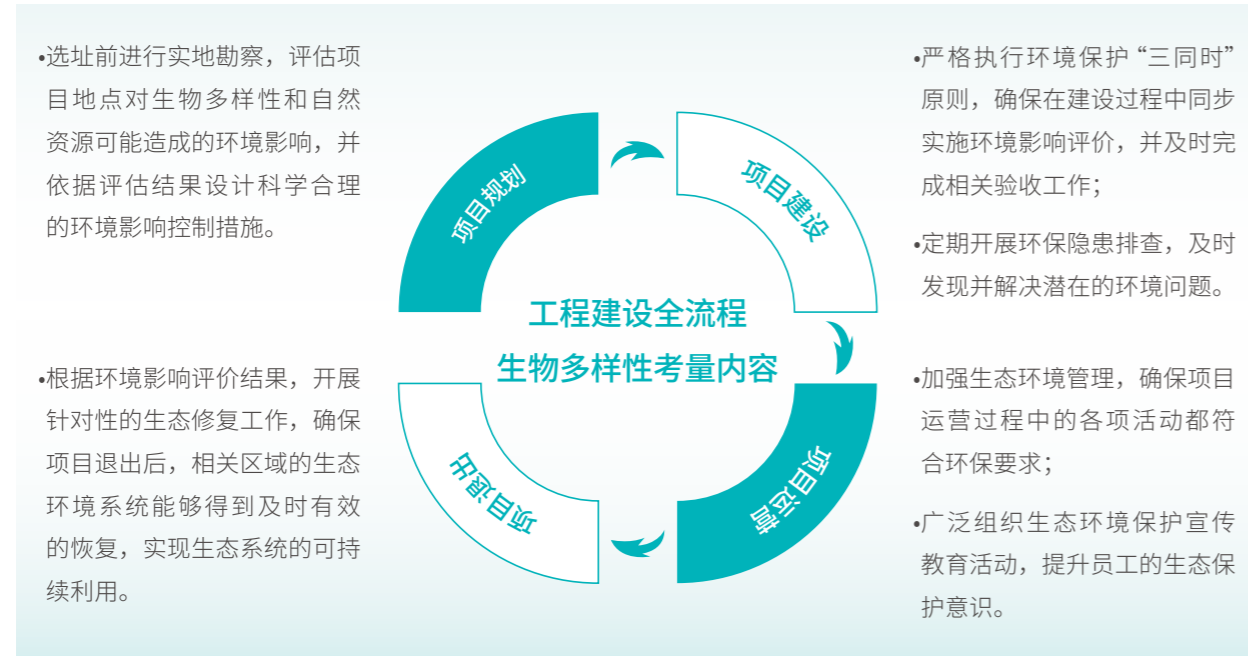 •选址前进行实地勘察，评估项
目地点对生物多样性和自然
资源可能造成的环境影响，并
依据评估结果设计科学合理
的环境影响控制措施。
项目规划
项目建设
•严格执行环境保护“三同时”
原则，确保在建设过程中同步
实施环境影响评价，并及时完
成相关验收工作；
•定期开展环保隐患排查，及时
发现并解决潜在的环境问题。
工程建设全流程
生物多样性考量内容
•根据环境影响评价结果，开展
针对性的生态修复工作，确保
项目退出后，相关区域的生态
环境系统能够得到及时有效
的恢复，实现生态系统的可持
续利用。
项目退出
项目运营
•加强生态环境管理，确保项目
运营过程中的各项活动都符
合环保要求；
•广泛组织生态环境保护宣传
教育活动，提升员工的生态保
护意识。